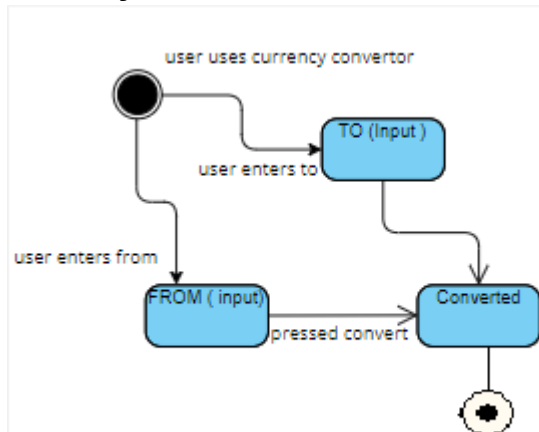 user uses currency convertor
TO (Input )
user enters to
user enters from
FROM ( input)
Converted
pressed convert